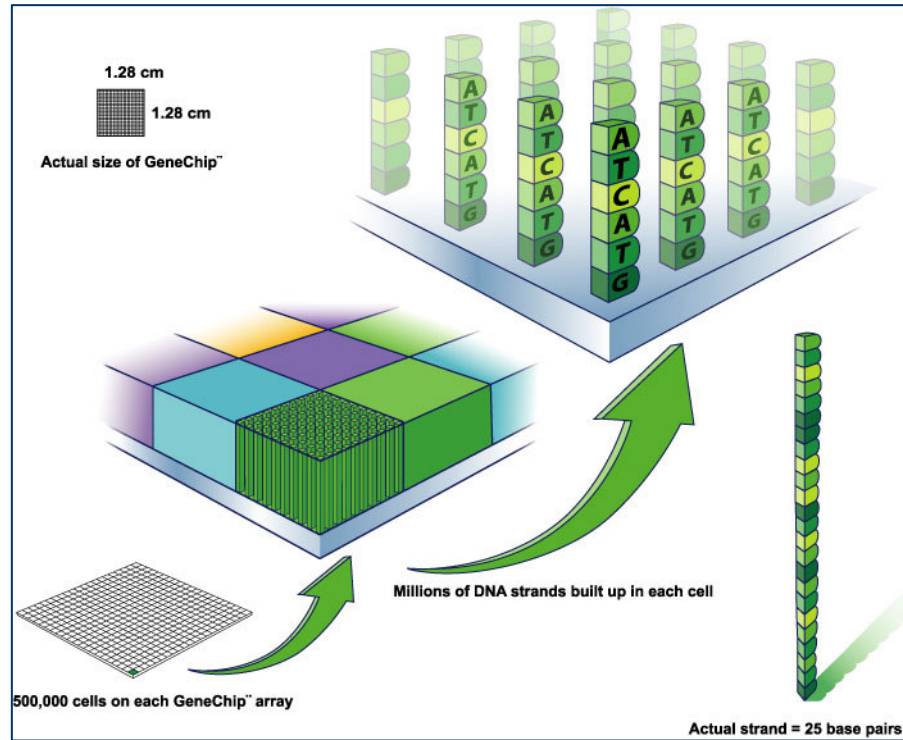 1.28 cm
1.28 cm
Actual size of GeneChip¨
A
T
C
A
T
G
A
T
C
A
T
G
A
T
C
A
T
G
A
T
C
A
T
G
A
T
C
A
T
G
Millions of DNA strands built up in each cell
500,000 cells on each GeneChip¨ array
Actual strand = 25 base pairs